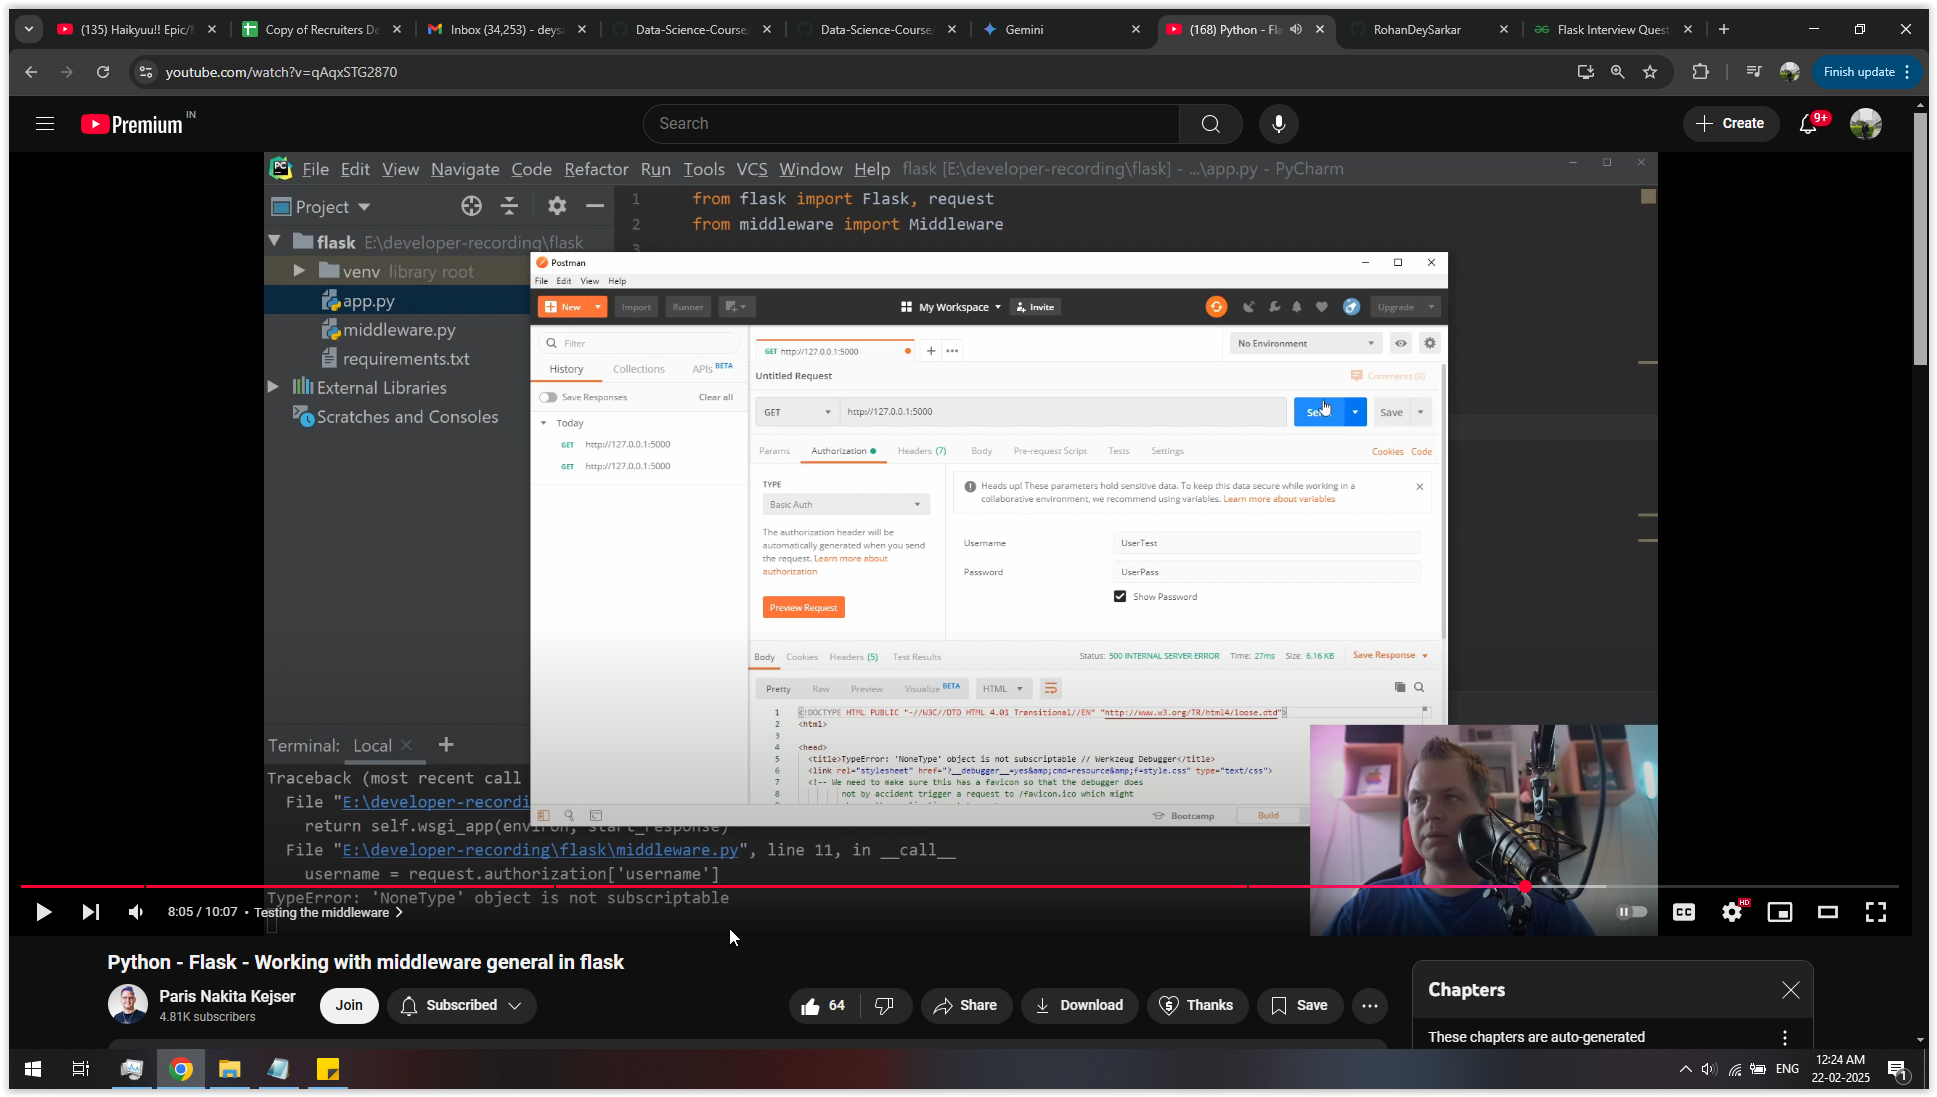 (135) Haikyuu!! Epic/
Copy of Recruiters De
Inbox (34,253) - deys
Data-Science-Course
Data-Science-Course
Gemini
(168) Python - Fla
RohanDeySarkar
Flask Interview Quest
youtube.com/watch?v=qAqxSTG2870
Finish update
Premium IN
Search
Create
9+
File Edit View Navigate Code Refactor Run Tools VCS Window Help flask [E:\developer-recording\flask] - ...\app.py - PyCharm
Project
1 from flask import Flask, request
2 from middleware import Middleware
3
flask E:\developer-recording\flask
venv library root
app.py
middleware.py
requirements.txt
External Libraries
Scratches and Consoles
Postman
File Edit View Help
New Import Runner My Workspace Invite Upgrade
Filter
GET http://127.0.0.1:5000
No Environment
History Collections APIs BETA
Untitled Request
Comments (0)
Save Responses Clear all
GET http://127.0.0.1:5000 Save
Today
GET http://127.0.0.1:5000
GET http://127.0.0.1:5000
Params Authorization Headers (7) Body Pre-request Script Tests Settings Cookies Code
TYPE
Basic Auth
Heads up! These parameters hold sensitive data. To keep this data secure while working in a
collaborative environment, we recommend using variables. Learn more about variables
The authorization header will be
automatically generated when you send
the request. Learn more about
authorization
Username UserTest
Password UserPass
Show Password
Preview Request
Body Cookies Headers (5) Test Results Status: 500 INTERNAL SERVER ERROR Time: 27ms Size: 6.16 KB Save Response
Pretty Raw Preview Visualize BETA HTML
1 <!DOCTYPE HTML PUBLIC "-//W3C//DTD HTML 4.01 Transitional//EN" "http://www.w3.org/TR/html4/loose.dtd">
2 <html>
3
4 <head>
5 <title>TypeError: 'NoneType' object is not subscriptable // Werkzeug Debugger</title>
6 <link rel="stylesheet" href="?__debugger__=yes&amp;cmd=resource&amp;f=style.css" type="text/css">
7 <!-- We need to make sure this has a favicon so that the debugger does
8 not by accident trigger a request to /favicon.ico which might
Bootcamp Build
Terminal: Local
Traceback (most recent call
File "E:\developer-recordi
return self.wsgi_app(environ, start_response)
File "E:\developer-recording\flask\middleware.py", line 11, in __call__
username = request.authorization['username']
TypeError: 'NoneType' object is not subscriptable
8:05 / 10:07 • Testing the middleware
CC
HD
Python - Flask - Working with middleware general in flask
Paris Nakita Kejser
4.81K subscribers
Join
Subscribed
64
Share
Download
Thanks
Save
Chapters
These chapters are auto-generated
ENG
12:24 AM
22-02-2025
1